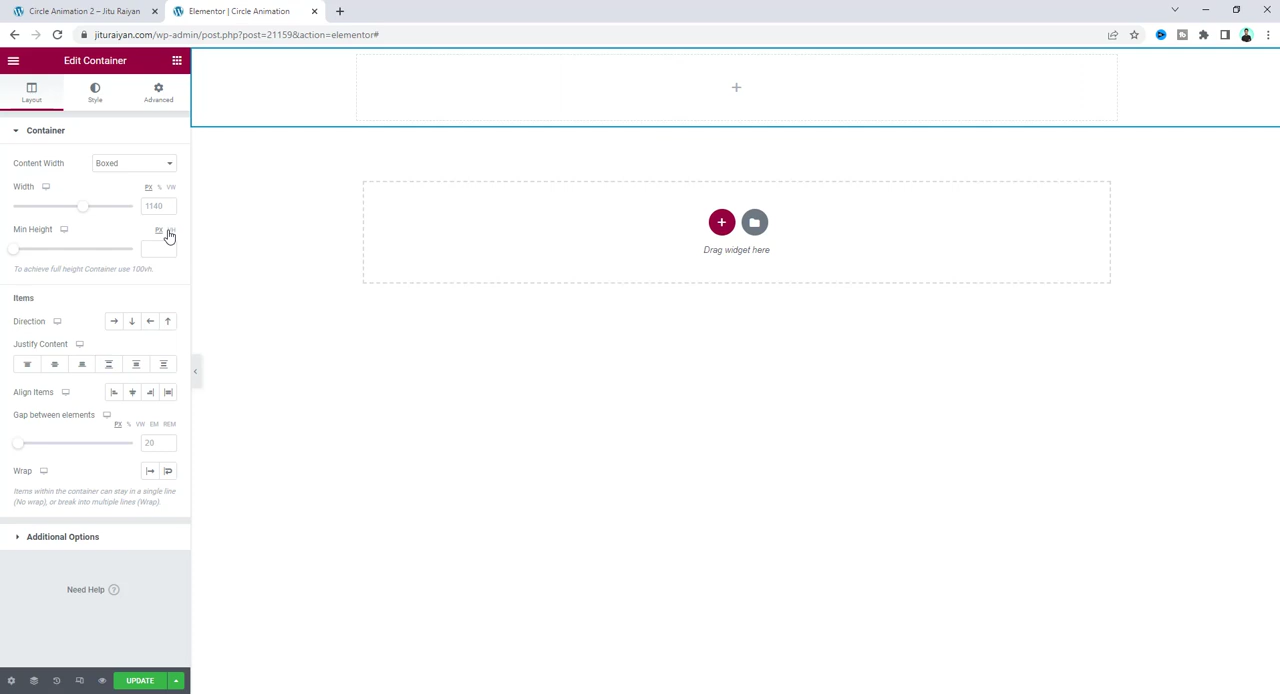 Circle Animation 2 – Jitu Raiyan
Elementor | Circle Animation
jituraiyan.com/wp-admin/post.php?post=21159&action=elementor#
Edit Container
Layout
Style
Advanced
Container
Content Width
Boxed
Width
PX % VW
1140
Min Height
PX
To achieve full height Container use 100vh.
Items
Direction
Justify Content
Align Items
Gap between elements
PX % VW EM REM
20
Wrap
Items within the container can stay in a single line
(No wrap), or break into multiple lines (Wrap).
Additional Options
Need Help
UPDATE
Drag widget here